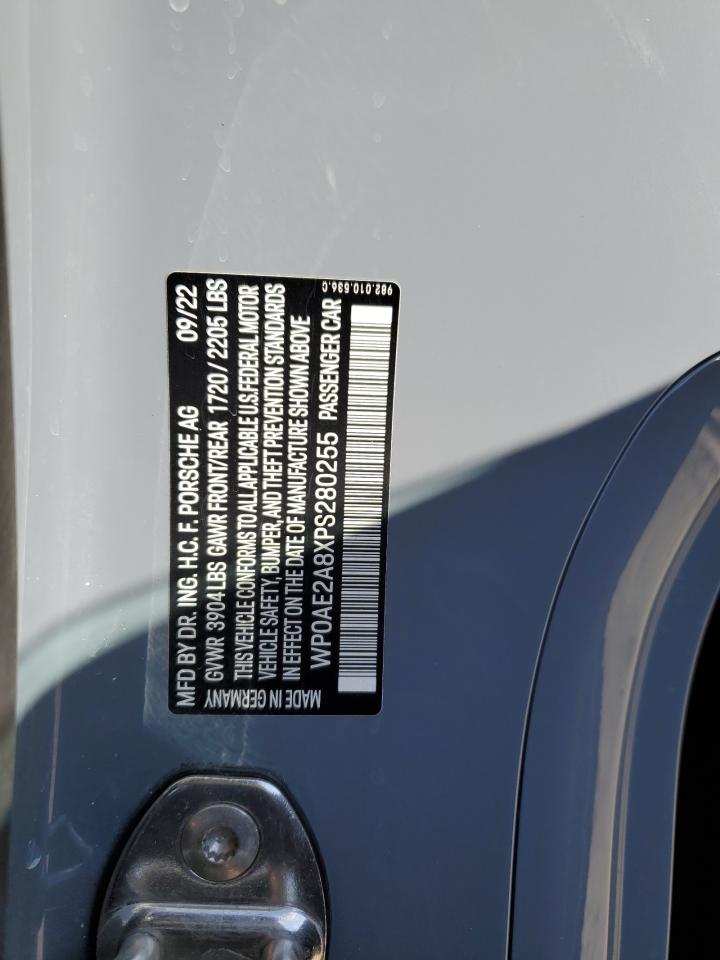 MFD BY DR. ING. H.C. F. PORSCHE AG 09/22
GVWR 3904 LBS GAWR FRONT/REAR 1720/2205 LBS
THIS VEHICLE CONFORMS TO ALL APPLICABLE U.S. FEDERAL MOTOR
VEHICLE SAFETY, BUMPER, AND THEFT PREVENTION STANDARDS
IN EFFECT ON THE DATE OF MANUFACTURE SHOWN ABOVE
MADE IN GERMANY WP0AE2A8XPS280255 PASSENGER CAR
982.010.536.C